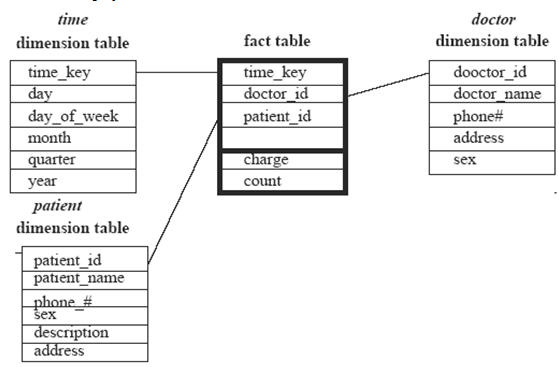 time
dimension table
time_key
day
day_of_week
month
quarter
year
fact table
time_key
doctor_id
patient_id
charge
count
doctor
dimension table
dooctor_id
doctor_name
phone#
address
sex
patient
dimension table
patient_id
patient_name
phone_#
sex
description
address